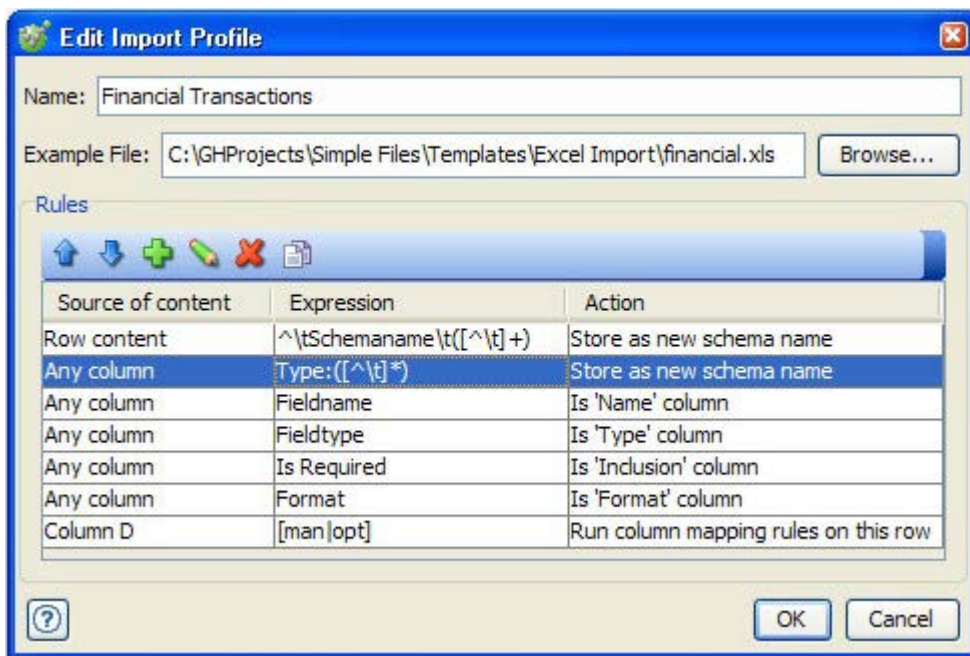 Edit Import Profile
Name: Financial Transactions
Example File: C:\GHProjects\Simple Files\Templates\Excel Import\financial.xls Browse...
Rules
Source of content Expression Action
Row content ^\tSchemaname\t([^\t]+) Store as new schema name
Any column Type:([^\t]*) Store as new schema name
Any column Fieldname Is 'Name' column
Any column Fieldtype Is 'Type' column
Any column Is Required Is 'Inclusion' column
Any column Format Is 'Format' column
Column D [man|opt] Run column mapping rules on this row
? OK Cancel